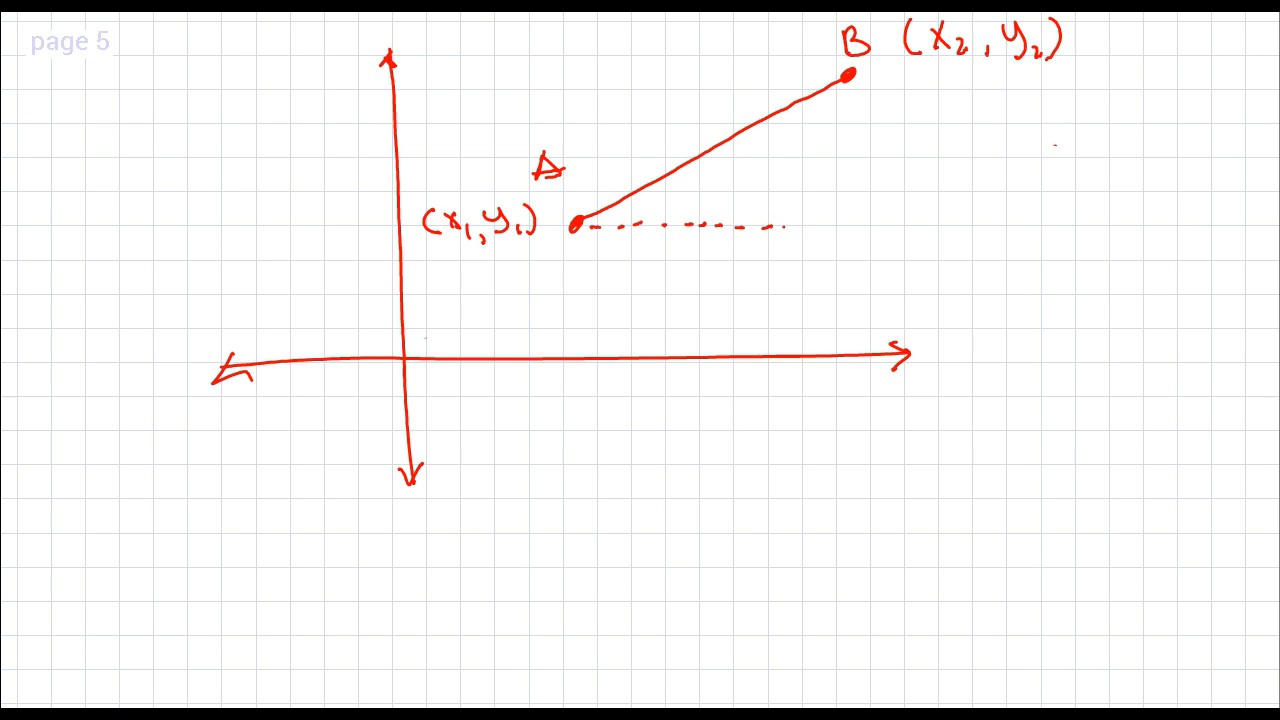 page 5
B (x₂, y₂)
A
(x₁, y₁)